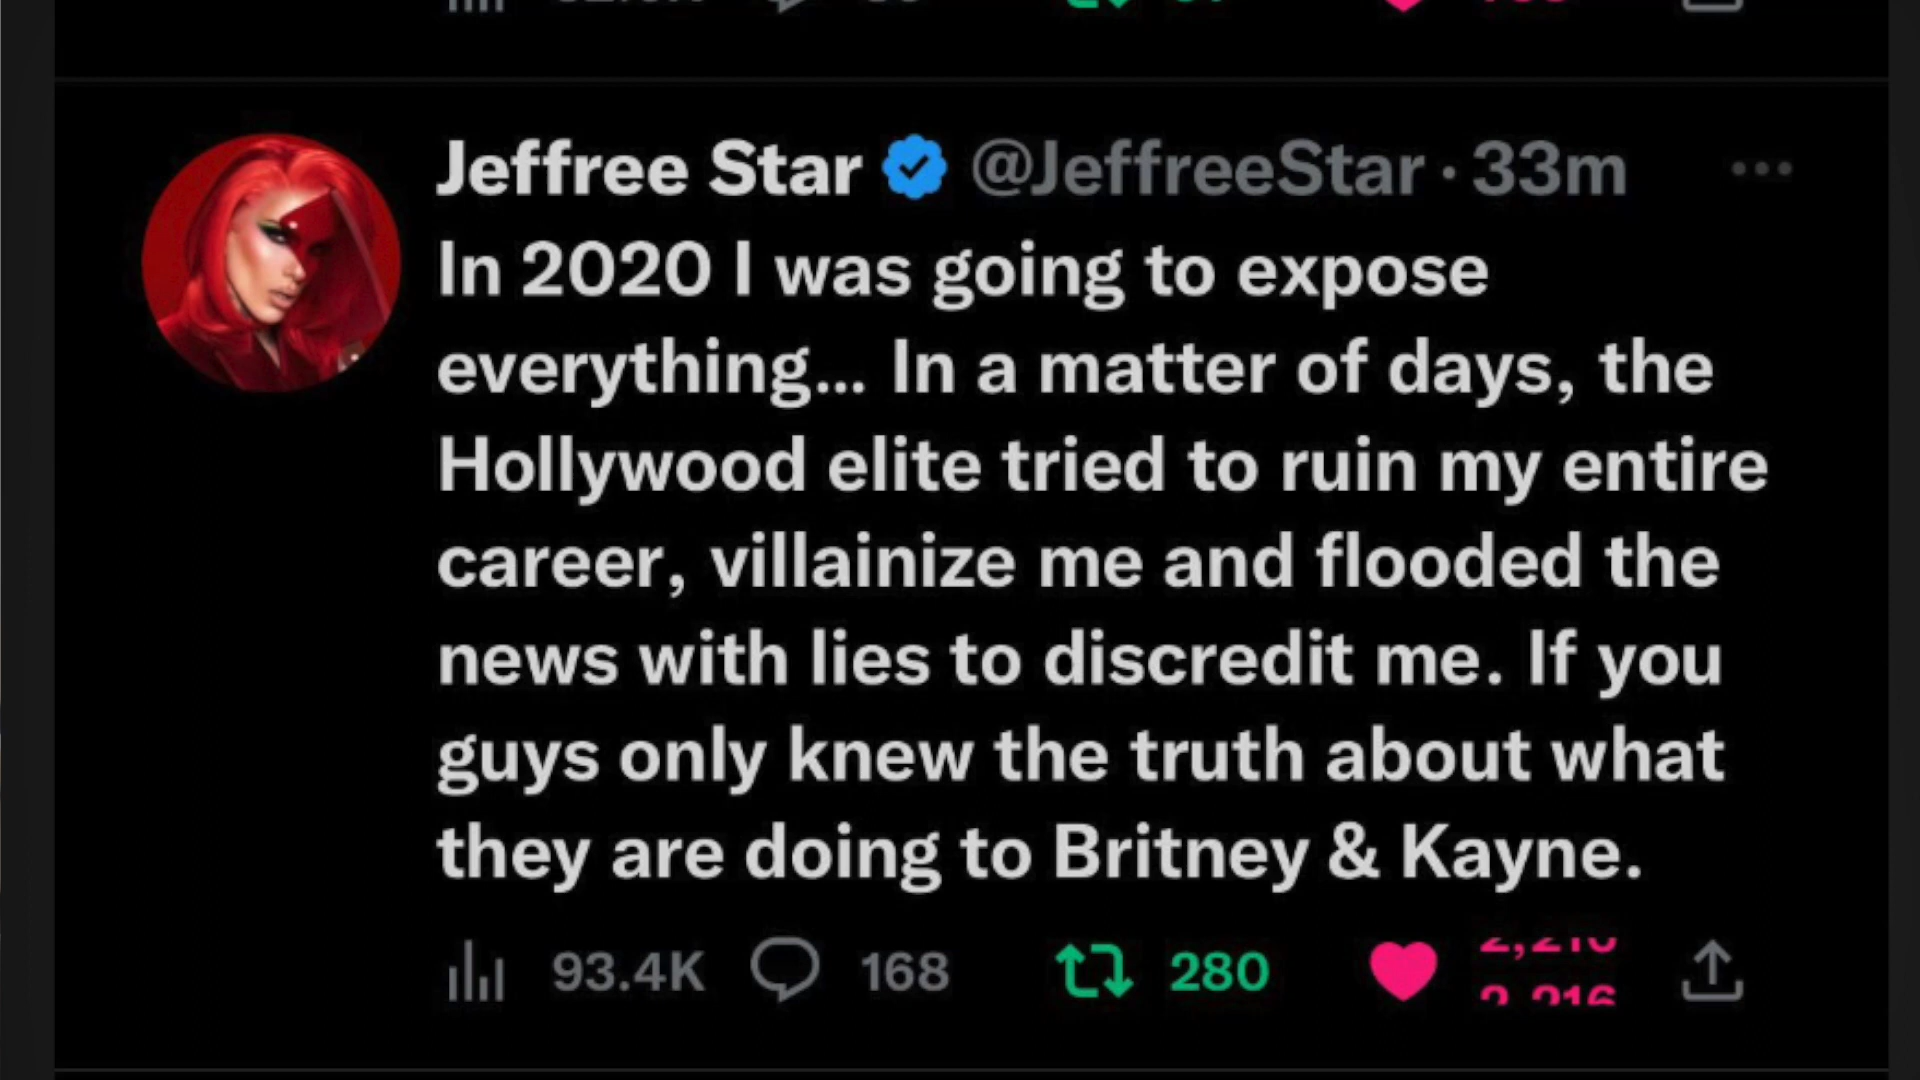 Jeffree Star @JeffreeStar · 33m
In 2020 I was going to expose
everything... In a matter of days, the
Hollywood elite tried to ruin my entire
career, villainize me and flooded the
news with lies to discredit me. If you
guys only knew the truth about what
they are doing to Britney & Kayne.
93.4K 168 280